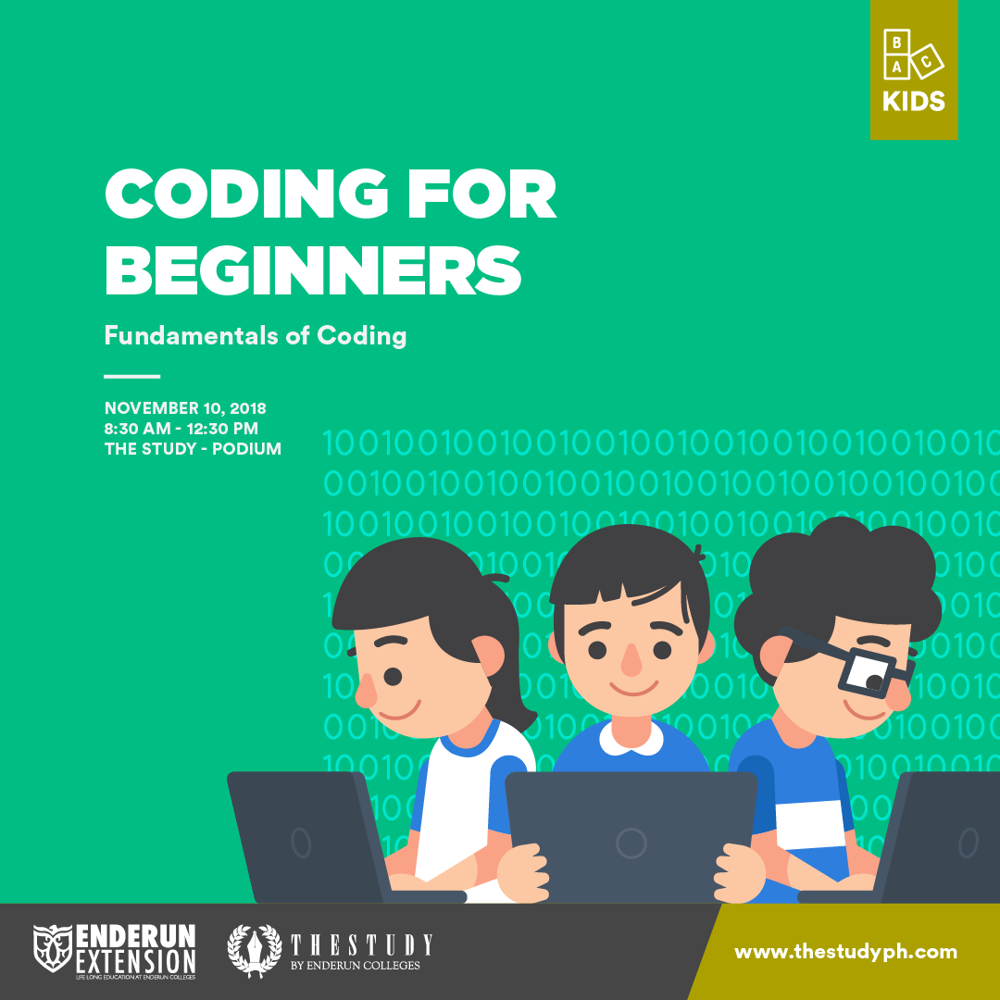 B
A C
KIDS
CODING FOR
BEGINNERS
Fundamentals of Coding
NOVEMBER 10, 2018
8:30 AM - 12:30 PM
THE STUDY - PODIUM
ENDERUN
EXTENSION
LIFE LONG EDUCATION AT ENDERUN COLLEGES
THE STUDY
BY ENDERUN COLLEGES
www.thestudyph.com